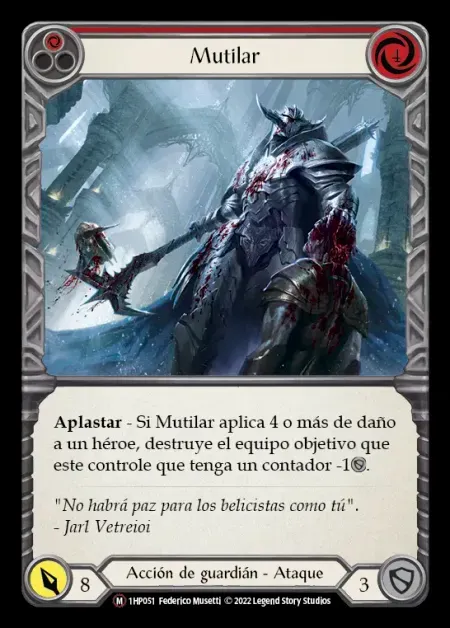 Mutilar
4
Aplastar - Si Mutilar aplica 4 o más de daño
a un héroe, destruye el equipo objetivo que
este controle que tenga un contador -1.
"No habrá paz para los belicistas como tú".
- Jarl Vetreioi
8
Acción de guardián - Ataque
3
M 1HP051 Federico Musetti © 2022 Legend Story Studios